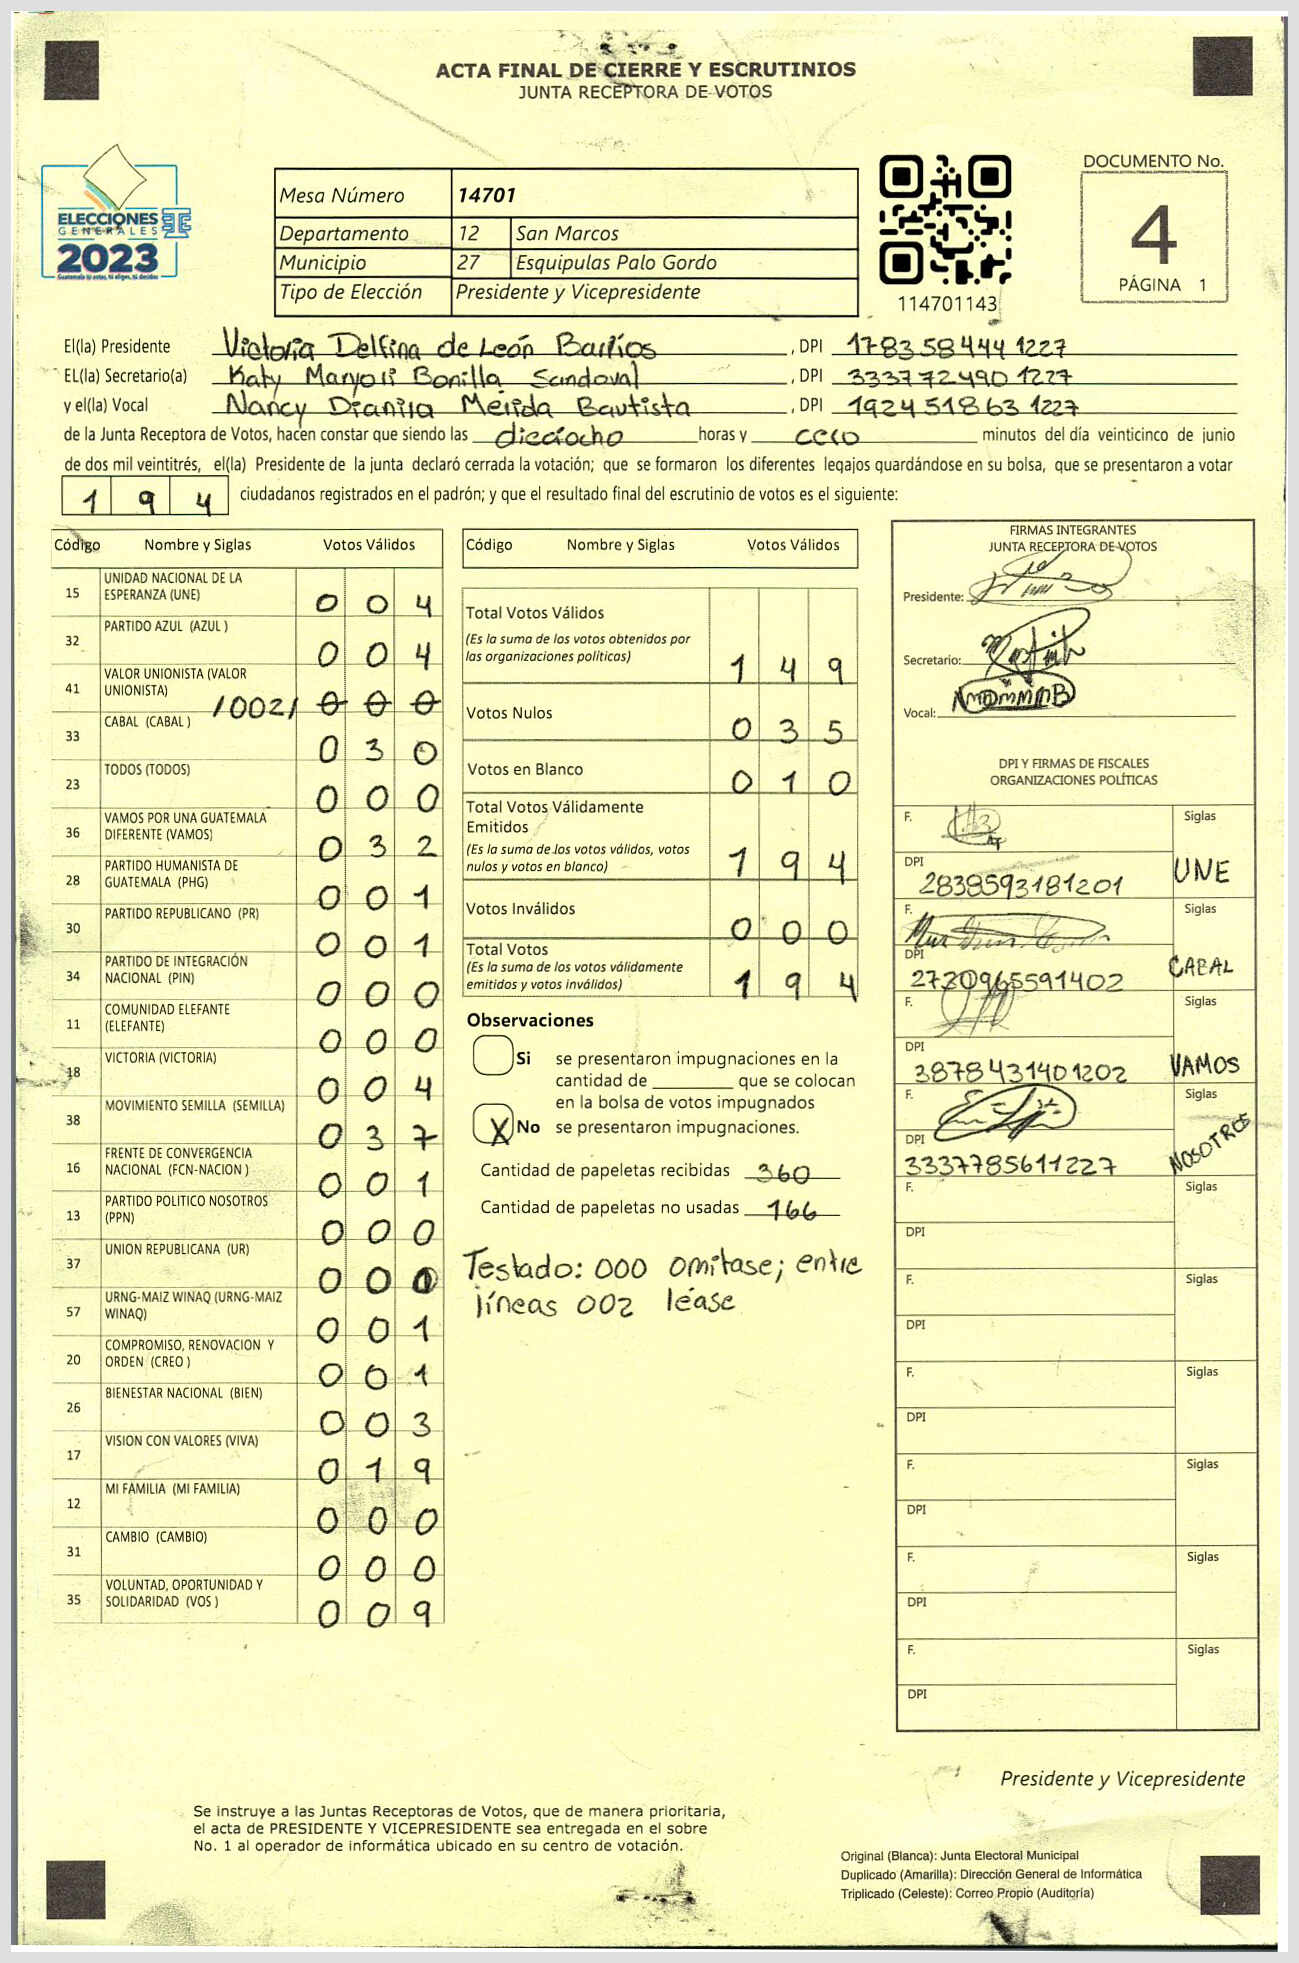 ACTA FINAL DE CIERRE Y ESCRUTINIOS
JUNTA RECEPTORA DE VOTOS
ELECCIONES
GENERALES
2023
Guatemala tú votas, tú eliges, tú decides
Mesa Número 14701
Departamento 12 San Marcos
Municipio 27 Esquipulas Palo Gordo
Tipo de Elección Presidente y Vicepresidente
114701143
DOCUMENTO No.
4
PÁGINA 1
El(la) Presidente Victoria Delfina de León Barrios, DPI 178358444 1227
EL(la) Secretario(a) Katy Maryori Bonilla Sandoval, DPI 333772490 1227
y el(la) Vocal Nancy Dianira Mérida Bautista, DPI 192451863 1227
de la Junta Receptora de Votos, hacen constar que siendo las dieciocho horas y cero minutos del día veinticinco de junio
de dos mil veintitrés, el(la) Presidente de la junta declaró cerrada la votación; que se formaron los diferentes legajos guardándose en su bolsa, que se presentaron a votar
1 9 4 ciudadanos registrados en el padrón; y que el resultado final del escrutinio de votos es el siguiente:
Código Nombre y Siglas Votos Válidos
15 UNIDAD NACIONAL DE LA ESPERANZA (UNE) 0 0 4
32 PARTIDO AZUL (AZUL ) 0 0 4
41 VALOR UNIONISTA (VALOR UNIONISTA) /002/ 0 0 0
33 CABAL (CABAL ) 0 3 0
23 TODOS (TODOS) 0 0 0
36 VAMOS POR UNA GUATEMALA DIFERENTE (VAMOS) 0 3 2
28 PARTIDO HUMANISTA DE GUATEMALA (PHG) 0 0 1
30 PARTIDO REPUBLICANO (PR) 0 0 1
34 PARTIDO DE INTEGRACIÓN NACIONAL (PIN) 0 0 0
11 COMUNIDAD ELEFANTE (ELEFANTE) 0 0 0
18 VICTORIA (VICTORIA) 0 0 4
38 MOVIMIENTO SEMILLA (SEMILLA) 0 3 7
16 FRENTE DE CONVERGENCIA NACIONAL (FCN-NACION ) 0 0 1
13 PARTIDO POLITICO NOSOTROS (PPN) 0 0 0
37 UNION REPUBLICANA (UR) 0 0 0
57 URNG-MAIZ WINAQ (URNG-MAIZ WINAQ) 0 0 1
20 COMPROMISO, RENOVACION Y ORDEN (CREO ) 0 0 1
26 BIENESTAR NACIONAL (BIEN) 0 0 3
17 VISION CON VALORES (VIVA) 0 1 9
12 MI FAMILIA (MI FAMILIA) 0 0 0
31 CAMBIO (CAMBIO) 0 0 0
35 VOLUNTAD, OPORTUNIDAD Y SOLIDARIDAD (VOS ) 0 0 9
Código Nombre y Siglas Votos Válidos
Total Votos Válidos
(Es la suma de los votos obtenidos por
las organizaciones políticas) 1 4 9
Votos Nulos 0 3 5
Votos en Blanco 0 1 0
Total Votos Válidamente
Emitidos
(Es la suma de los votos válidos, votos
nulos y votos en blanco) 1 9 4
Votos Inválidos 0 0 0
Total Votos
(Es la suma de los votos válidamente
emitidos y votos inválidos) 1 9 4
Observaciones
Si se presentaron impugnaciones en la
cantidad de ________ que se colocan
en la bolsa de votos impugnados
X No se presentaron impugnaciones.
Cantidad de papeletas recibidas 360
Cantidad de papeletas no usadas 166
Testado: 000 omitase; entre
líneas 002 léase
FIRMAS INTEGRANTES
JUNTA RECEPTORA DE VOTOS
Presidente:
Secretario:
Vocal:
DPI Y FIRMAS DE FISCALES
ORGANIZACIONES POLÍTICAS
F. Siglas
DPI 2838593181201 UNE
F. Siglas
DPI 2730965591402 CABAL
F. Siglas
DPI 3878431401202 VAMOS
F. Siglas
DPI 3337785611227 NOSOTROS
F. Siglas
DPI
F. Siglas
DPI
F. Siglas
DPI
F. Siglas
DPI
F. Siglas
DPI
F. Siglas
DPI
Presidente y Vicepresidente
Se instruye a las Juntas Receptoras de Votos, que de manera prioritaria,
el acta de PRESIDENTE Y VICEPRESIDENTE sea entregada en el sobre
No. 1 al operador de informática ubicado en su centro de votación.
Original (Blanca): Junta Electoral Municipal
Duplicado (Amarilla): Dirección General de Informática
Triplicado (Celeste): Correo Propio (Auditoría)